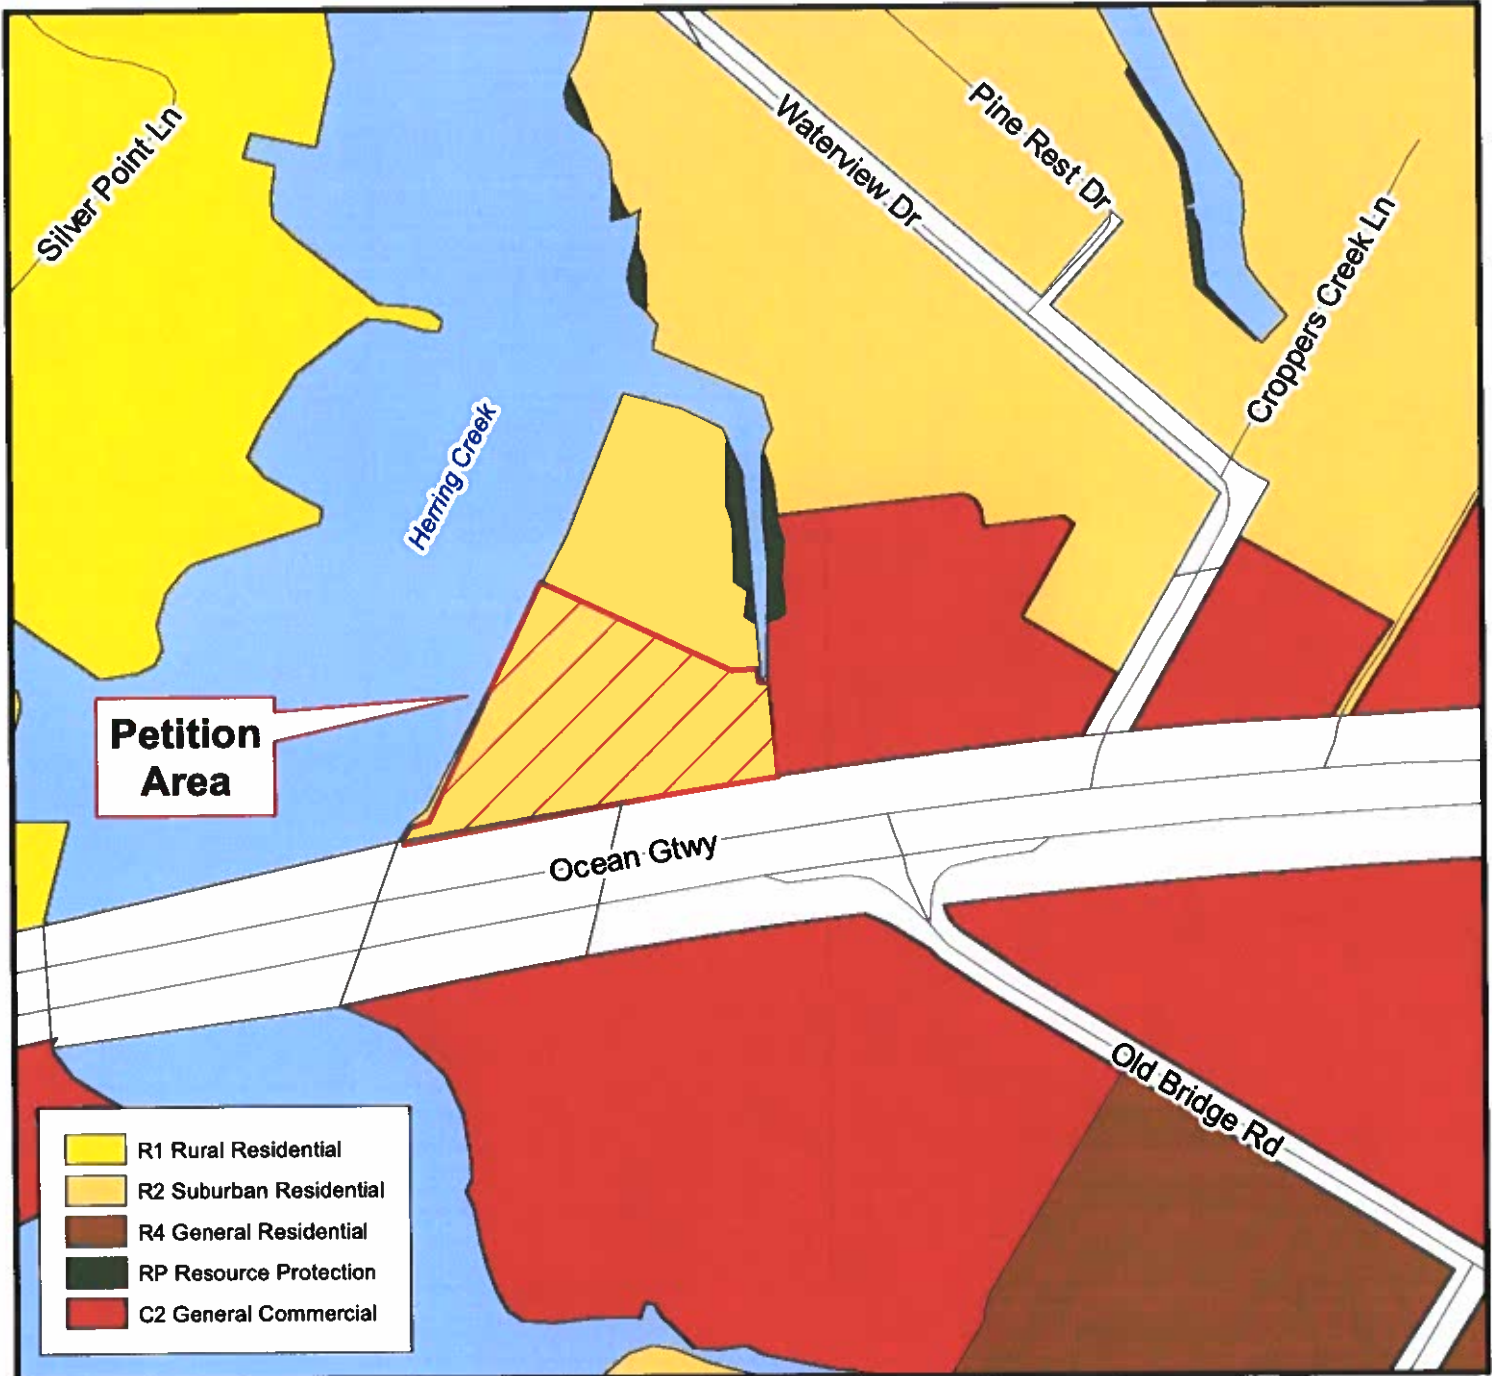 Silver Point Ln
Waterview Dr
Pine Rest Dr
Croppers Creek Ln
Herring Creek
Petition
Area
Ocean Gtwy
Old Bridge Rd
R1 Rural Residential
R2 Suburban Residential
R4 General Residential
RP Resource Protection
C2 General Commercial